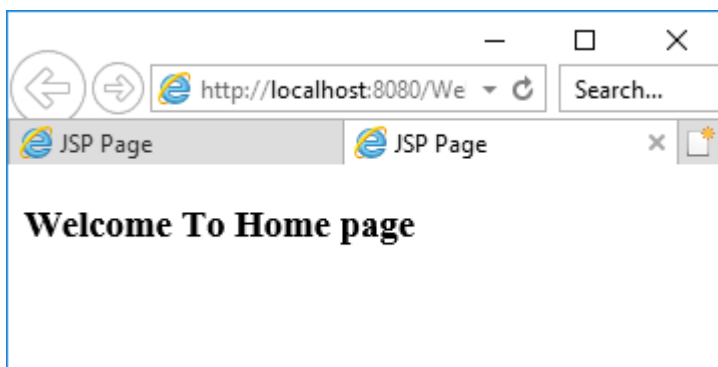 http://localhost:8080/We
Search...
JSP Page
JSP Page
Welcome To Home page